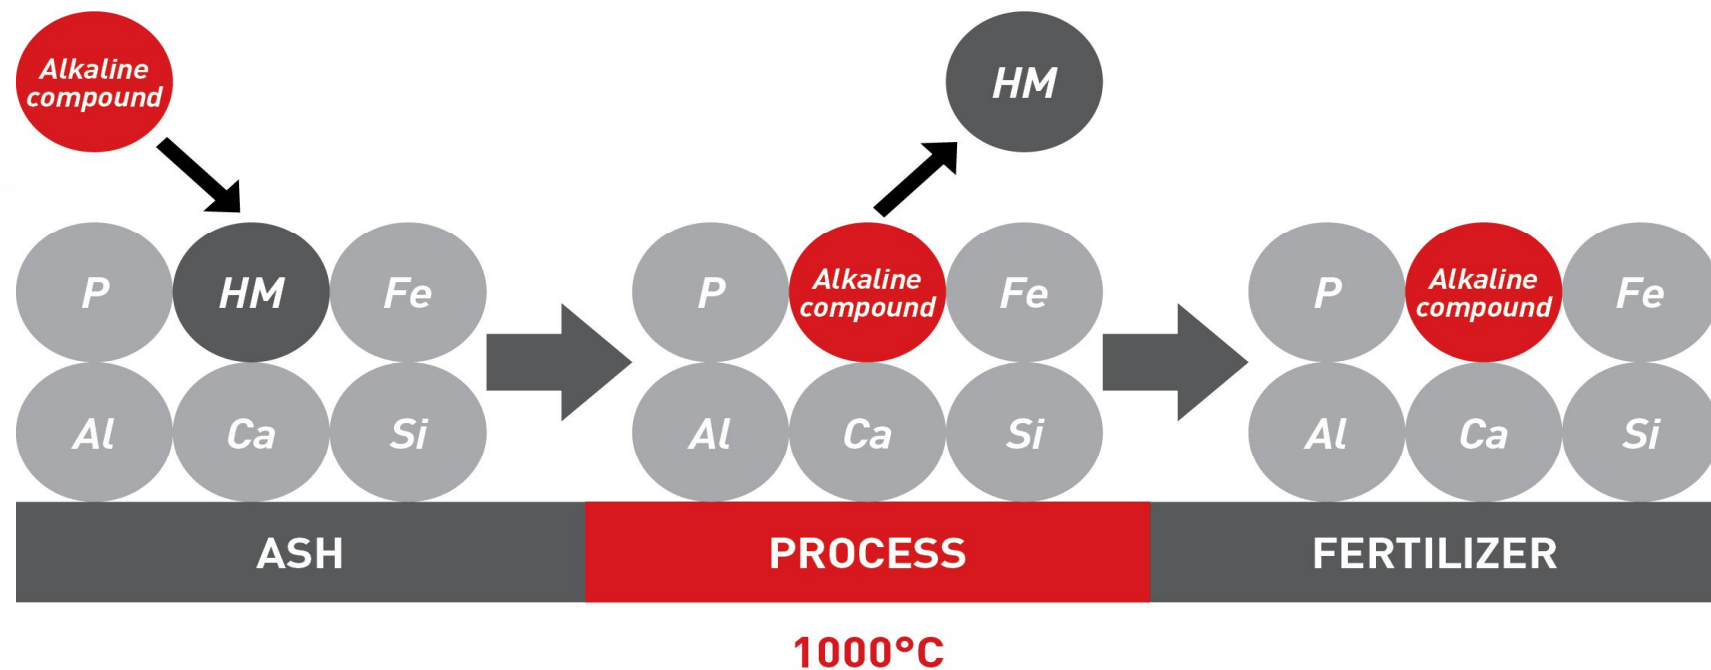 Alkaline
compound
HM
P HM Fe
P Alkaline
compound Fe
P Alkaline
compound Fe
Al Ca Si
Al Ca Si
Al Ca Si
ASH
PROCESS
FERTILIZER
1000°C